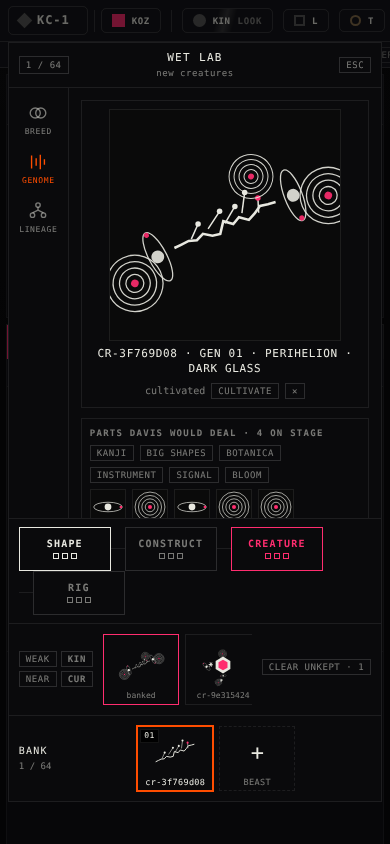 KC-1
KOZ
KIN LOOK
L
T
1 / 64
WET LAB
new creatures
ESC
BREED
GENOME
LINEAGE
CR-3F769D08 · GEN 01 · PERIHELION ·
DARK GLASS
cultivated CULTIVATE ×
PARTS DAVIS WOULD DEAL · 4 ON STAGE
KANJI BIG SHAPES BOTANICA
INSTRUMENT SIGNAL BLOOM
SHAPE
CONSTRUCT
CREATURE
RIG
WEAK KIN
NEAR CUR
banked
cr-9e315424
CLEAR UNKEPT · 1
BANK
1 / 64
01
cr-3f769d08
+
BEAST